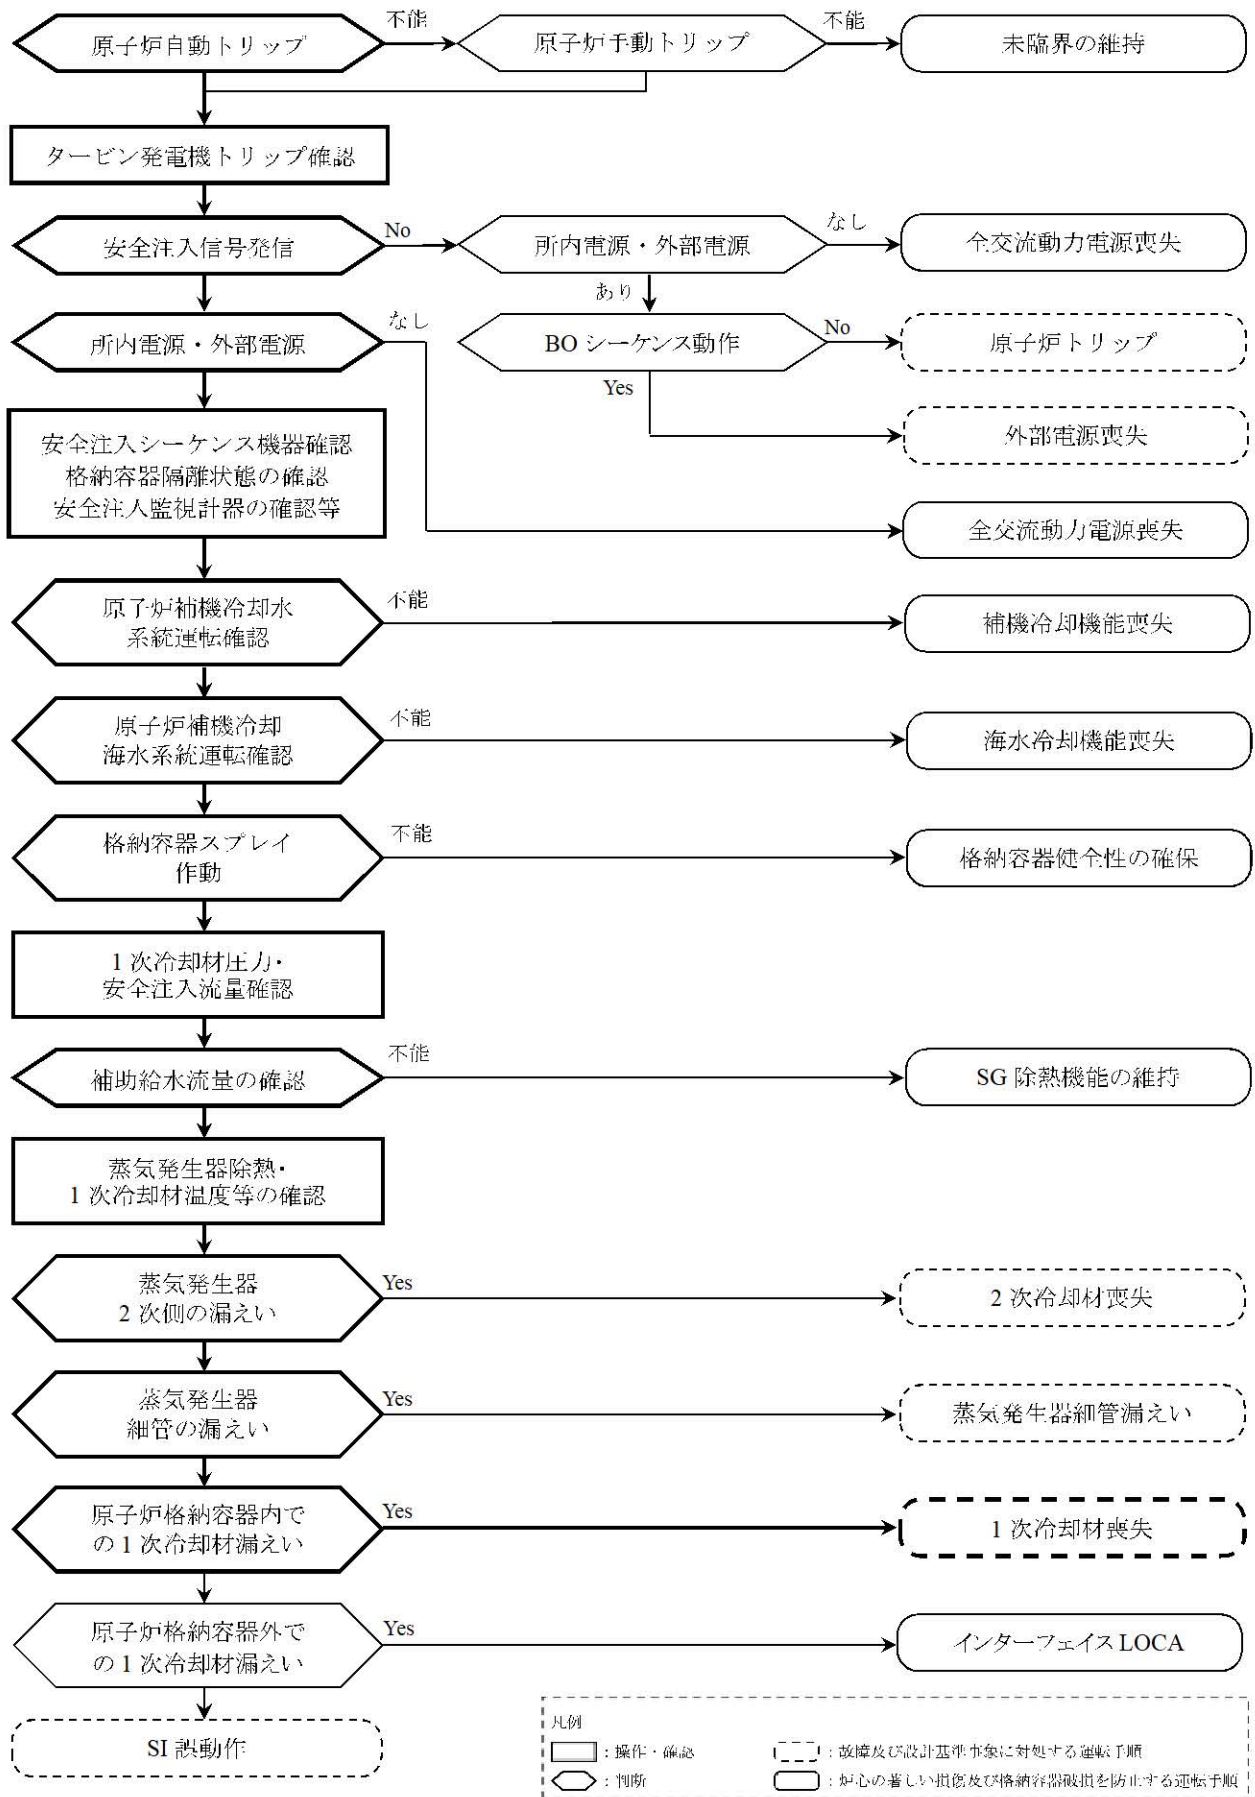 原子炉自動トリップ
不能
原子炉手動トリップ
不能
未臨界の維持
タービン発電機トリップ確認
安全注入信号発信
No
所内電源・外部電源
なし
全交流動力電源喪失
あり
所内電源・外部電源
なし
BO シーケンス動作
No
原子炉トリップ
Yes
外部電源喪失
安全注入シーケンス機器確認
格納容器隔離状態の確認
安全注入監視計器の確認等
全交流動力電源喪失
原子炉補機冷却水
系統運転確認
不能
補機冷却機能喪失
原子炉補機冷却
海水系統運転確認
不能
海水冷却機能喪失
格納容器スプレイ
作動
不能
格納容器健全性の確保
1 次冷却材圧力・
安全注入流量確認
補助給水流量の確認
不能
SG 除熱機能の維持
蒸気発生器除熱・
1 次冷却材温度等の確認
蒸気発生器
2 次側の漏えい
Yes
2 次冷却材喪失
蒸気発生器
細管の漏えい
Yes
蒸気発生器細管漏えい
原子炉格納容器内で
の 1 次冷却材漏えい
Yes
1 次冷却材喪失
原子炉格納容器外で
の 1 次冷却材漏えい
Yes
インターフェイス LOCA
SI 誤動作
凡例
：操作・確認
：故障及び設計基準事象に対処する運転手順
：判断
：炉心の著しい損傷及び格納容器破損を防止する運転手順